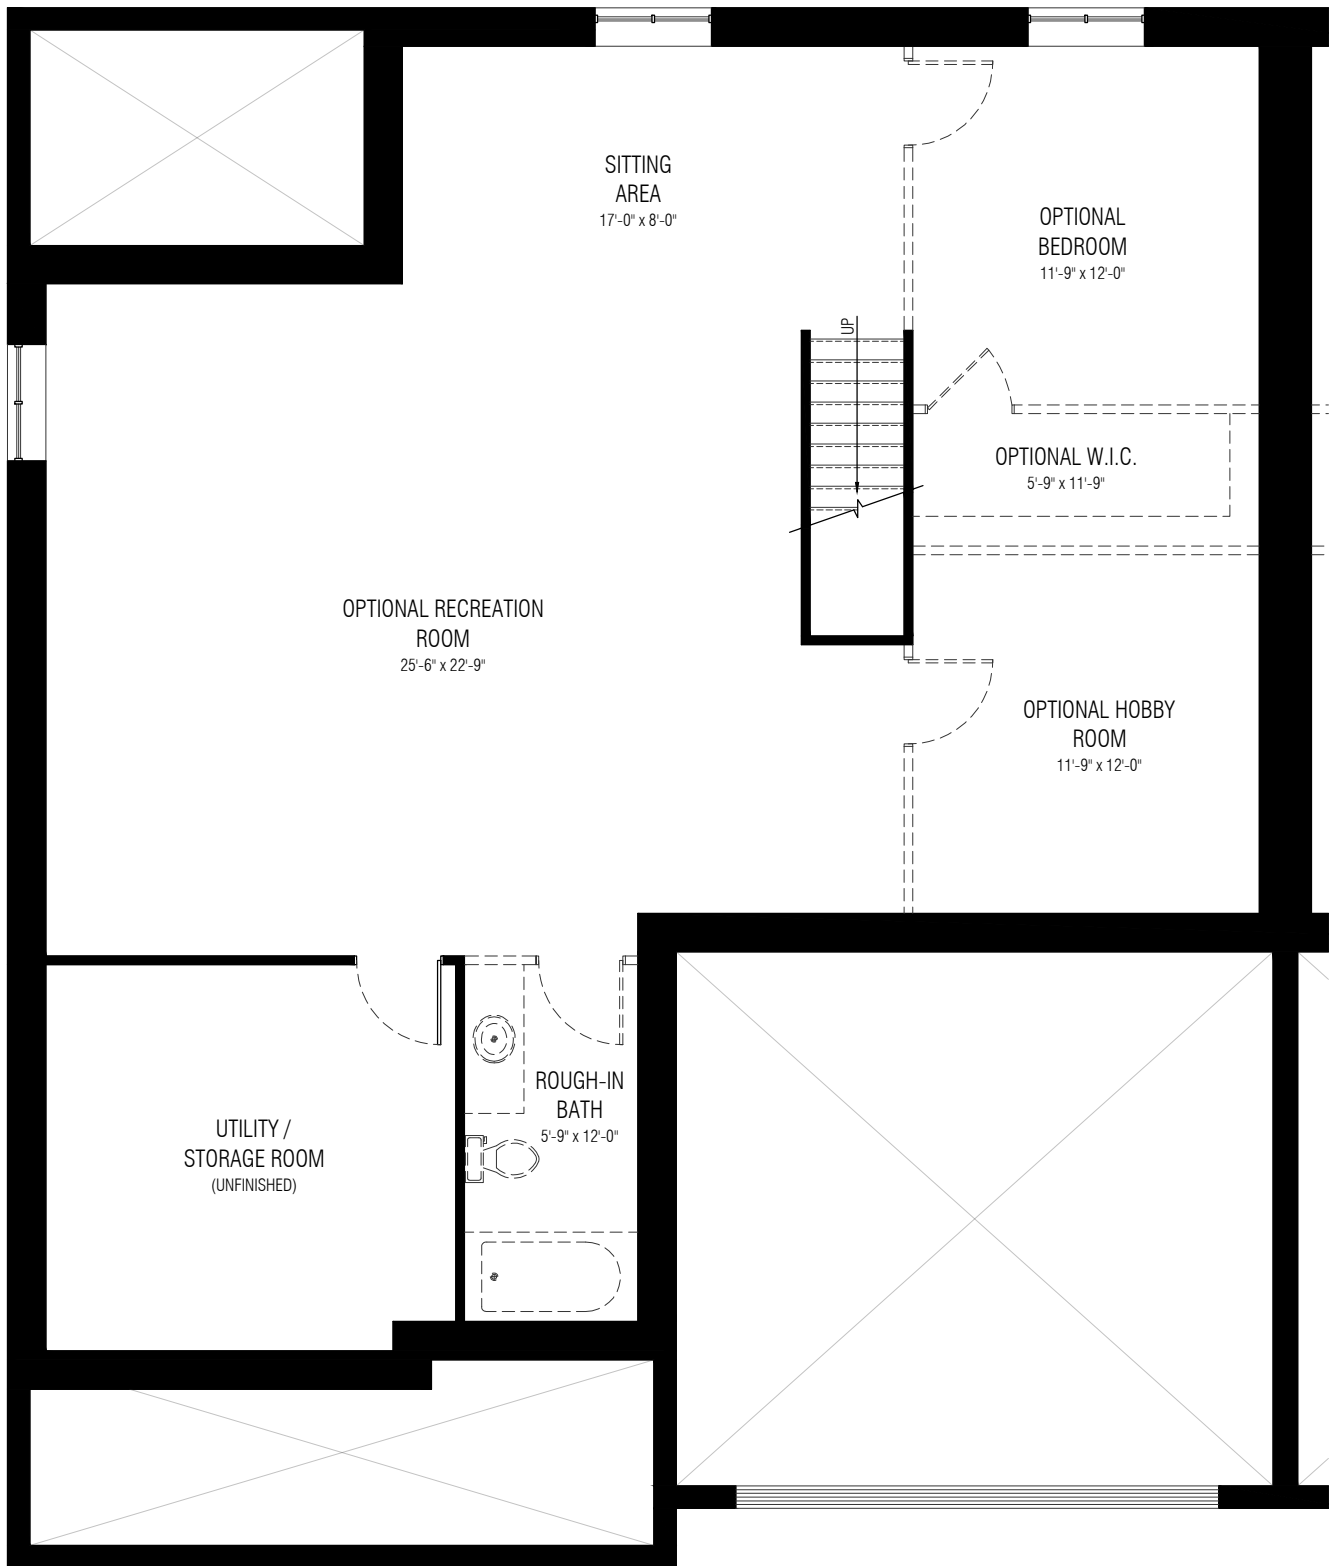 SITTING
AREA
17'-0" x 8'-0"
OPTIONAL
BEDROOM
11'-9" x 12'-0"
UP
OPTIONAL W.I.C.
5'-9" x 11'-9"
OPTIONAL RECREATION
ROOM
25'-6" x 22'-9"
OPTIONAL HOBBY
ROOM
11'-9" x 12'-0"
ROUGH-IN
BATH
5'-9" x 12'-0"
UTILITY /
STORAGE ROOM
(UNFINISHED)